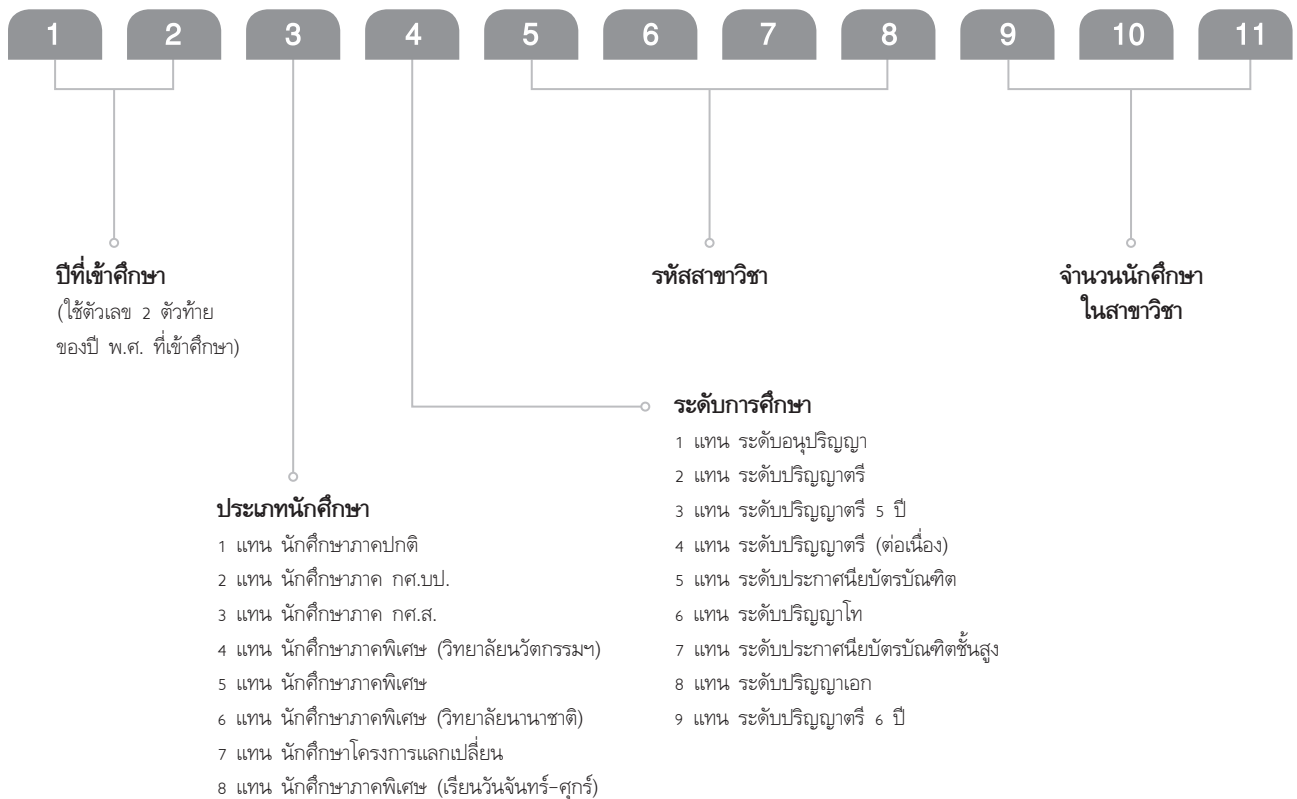 1 2 3 4 5 6 7 8 9 10 11
ปีที่เข้าศึกษา
(ใช้ตัวเลข 2 ตัวท้าย
ของปี พ.ศ. ที่เข้าศึกษา)
รหัสสาขาวิชา
จำนวนนักศึกษา
ในสาขาวิชา
ระดับการศึกษา
1 แทน ระดับอนุปริญญา
2 แทน ระดับปริญญาตรี
3 แทน ระดับปริญญาตรี 5 ปี
4 แทน ระดับปริญญาตรี (ต่อเนื่อง)
5 แทน ระดับประกาศนียบัตรบัณฑิต
6 แทน ระดับปริญญาโท
7 แทน ระดับประกาศนียบัตรบัณฑิตชั้นสูง
8 แทน ระดับปริญญาเอก
9 แทน ระดับปริญญาตรี 6 ปี
ประเภทนักศึกษา
1 แทน นักศึกษาภาคปกติ
2 แทน นักศึกษาภาค กศ.บป.
3 แทน นักศึกษาภาค กศ.ส.
4 แทน นักศึกษาภาคพิเศษ (วิทยาลัยนวัตกรรมฯ)
5 แทน นักศึกษาภาคพิเศษ
6 แทน นักศึกษาภาคพิเศษ (วิทยาลัยนานาชาติ)
7 แทน นักศึกษาโครงการแลกเปลี่ยน
8 แทน นักศึกษาภาคพิเศษ (เรียนวันจันทร์-ศุกร์)